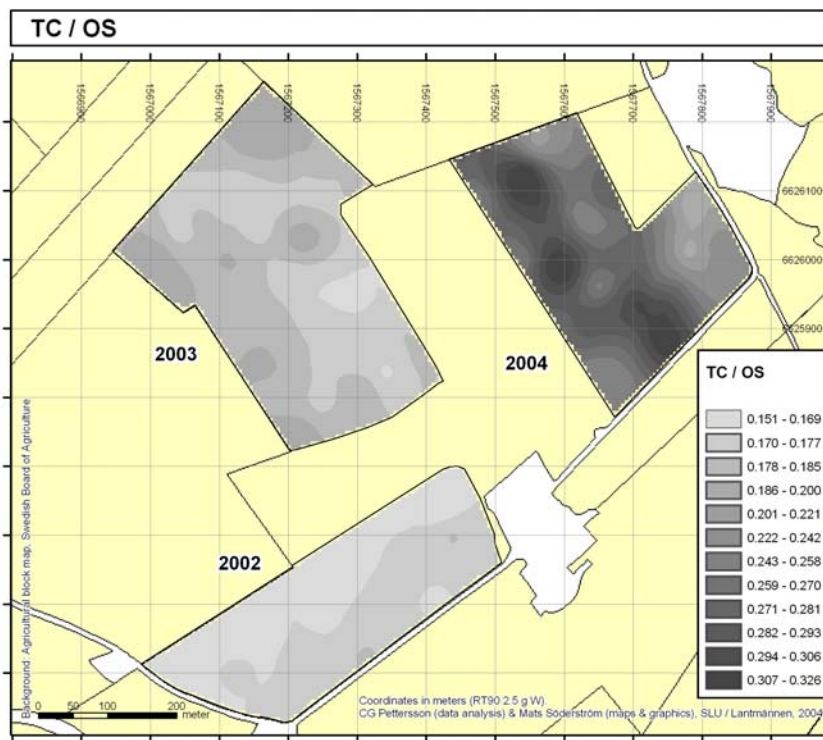 TC / OS
1566900
1567000
1567100
1567200
1567300
1567400
1567500
1567600
1567700
1567800
1567900
6626100
6626000
6625900
2003
2004
2002
TC / OS
0.151 - 0.169
0.170 - 0.177
0.178 - 0.185
0.186 - 0.200
0.201 - 0.221
0.222 - 0.242
0.243 - 0.258
0.259 - 0.270
0.271 - 0.281
0.282 - 0.293
0.294 - 0.306
0.307 - 0.326
Background: Agricultural block map, Swedish Board of Agriculture
0 50 100 200
meter
Coordinates in meters (RT90 2.5 g W).
CG Pettersson (data analysis) & Mats Söderström (maps & graphics), SLU / Lantmännen, 2004